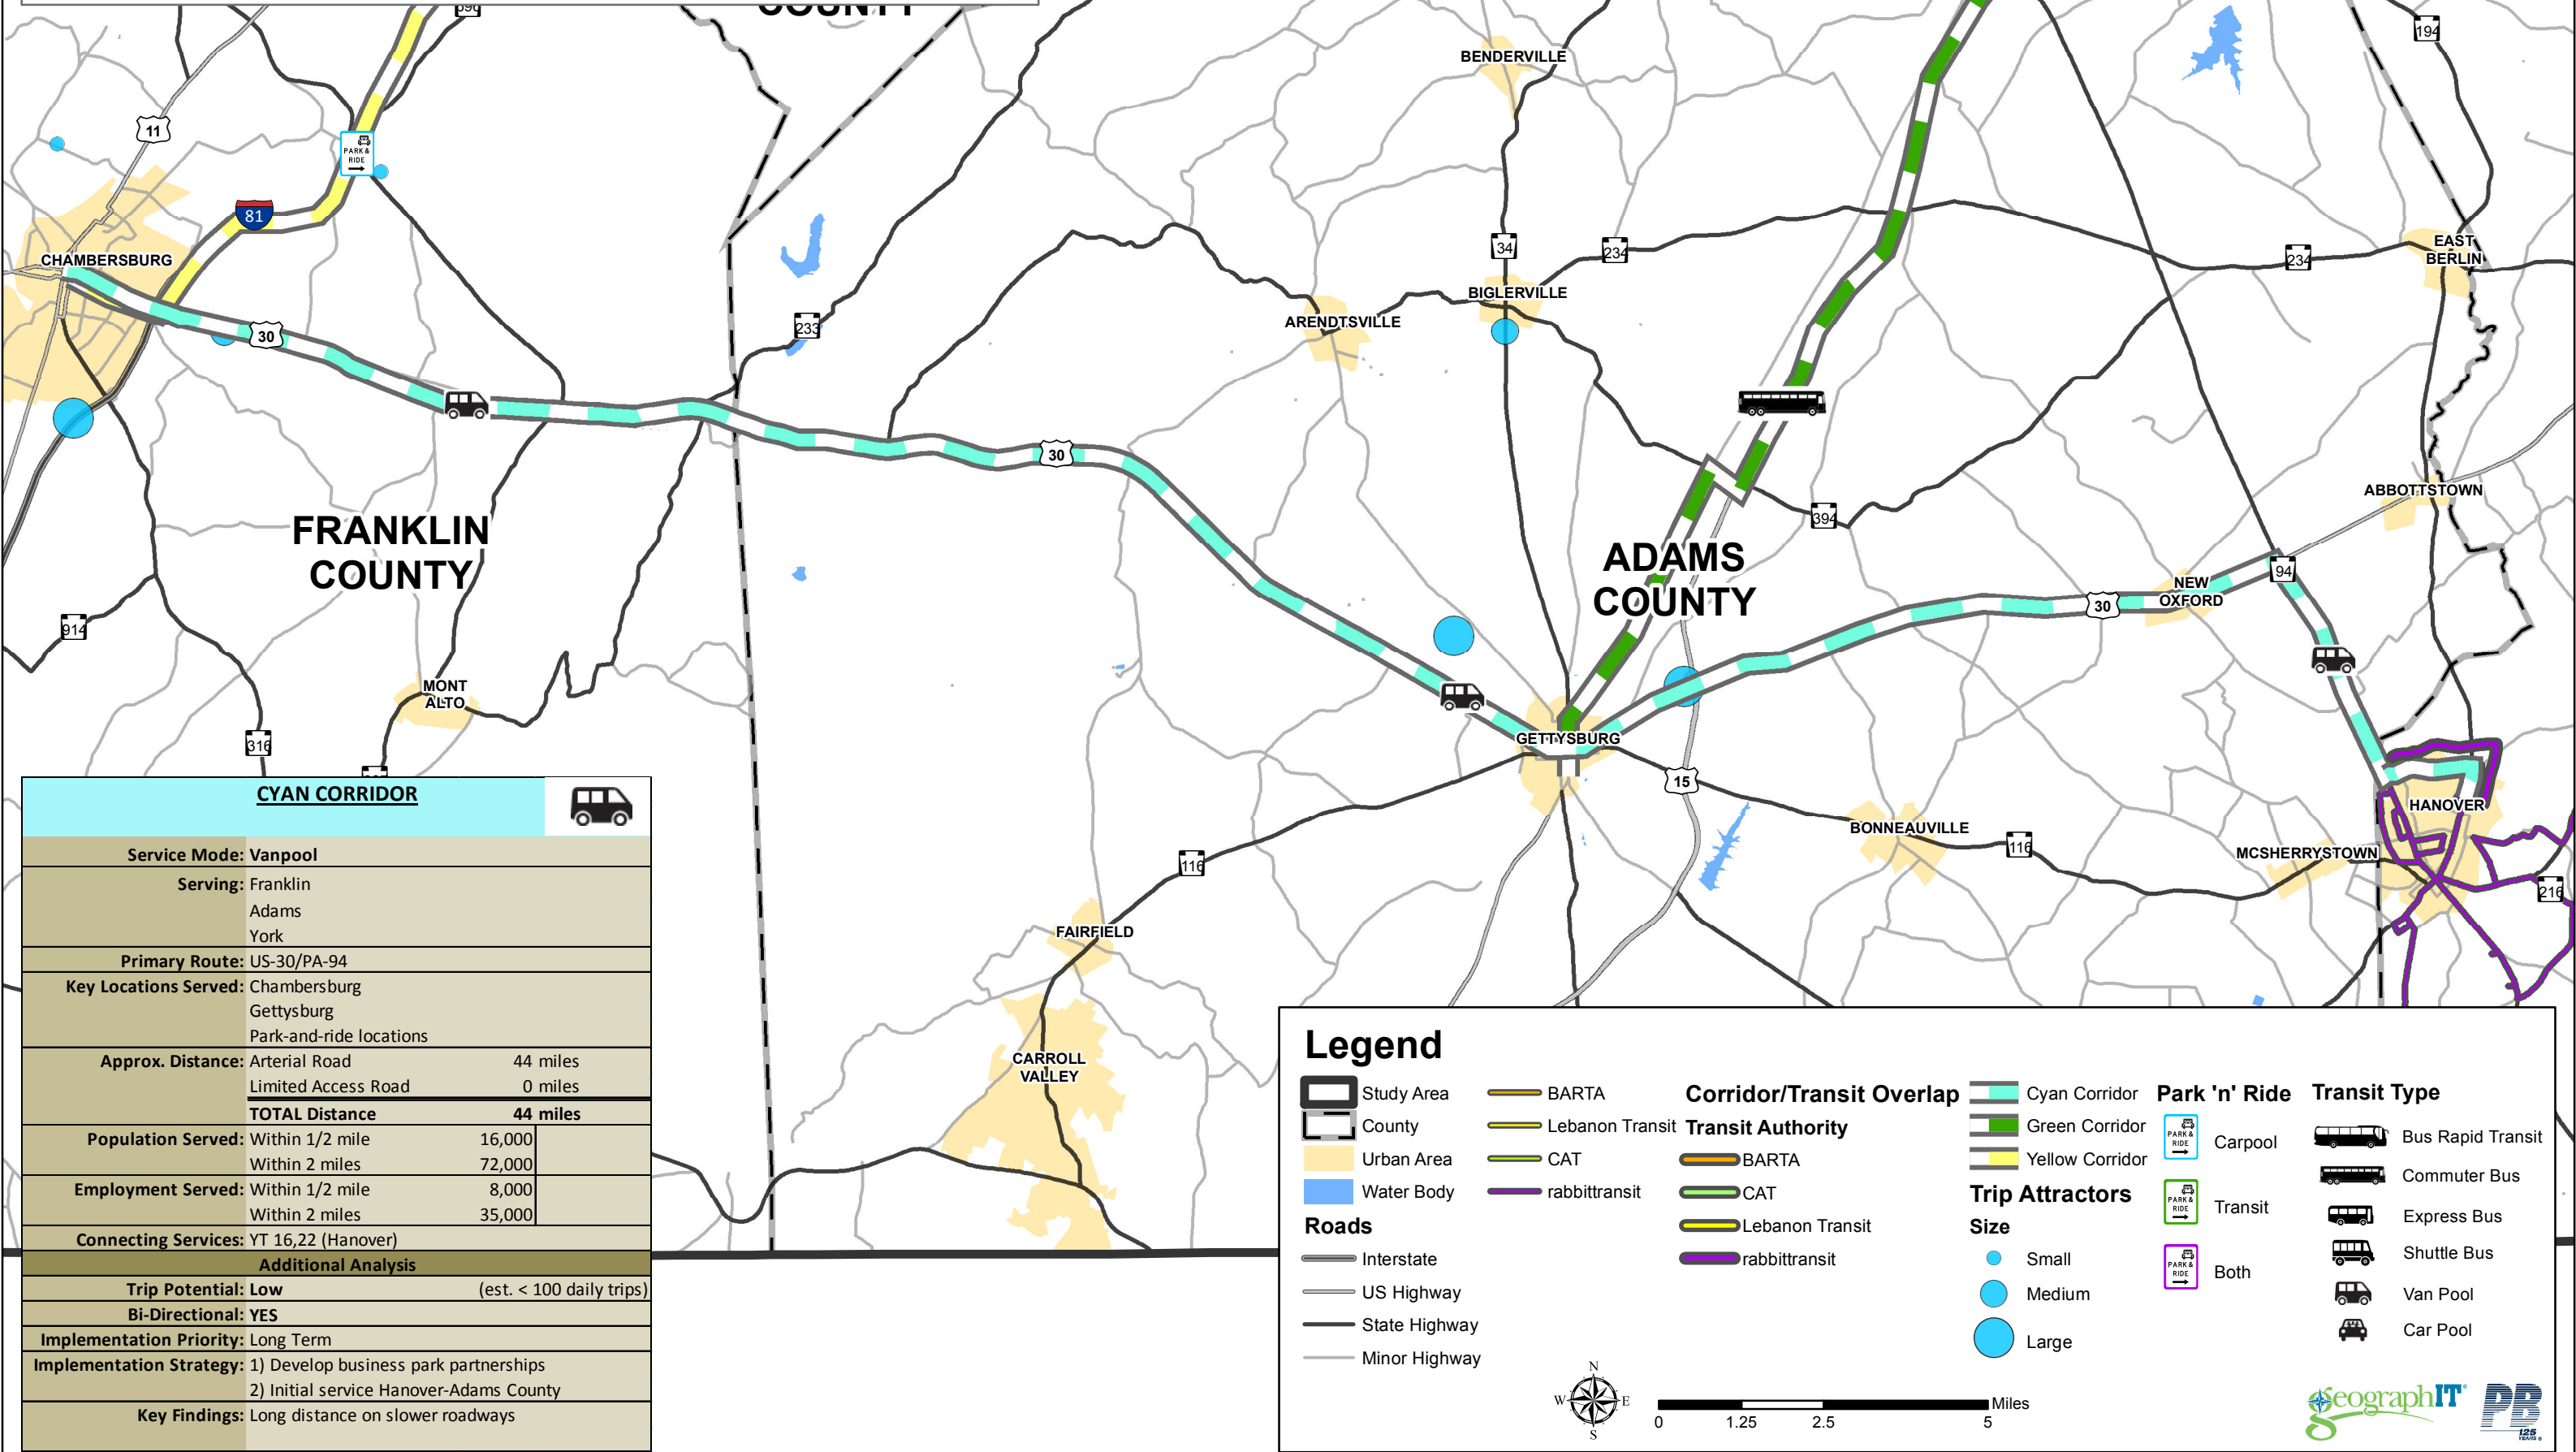 COUNTY
390
194
BENDERVILLE
11
PARK &
RIDE
81
CHAMBERSBURG
34
234
234
EAST
BERLIN
BIGLERVILLE
ARENDTSVILLE
233
30
30
ABBOTTSTOWN
394
FRANKLIN
COUNTY
ADAMS
COUNTY
94
NEW
OXFORD
30
914
MONT
ALTO
316
GETTYSBURG
15
HANOVER
BONNEAUVILLE
116
116
MCSHERRYSTOWN
216
FAIRFIELD
CARROLL
VALLEY
CYAN CORRIDOR
Service Mode: Vanpool
Serving: Franklin
Adams
York
Primary Route: US-30/PA-94
Key Locations Served: Chambersburg
Gettysburg
Park-and-ride locations
Approx. Distance: Arterial Road 44 miles
Limited Access Road 0 miles
TOTAL Distance 44 miles
Population Served: Within 1/2 mile 16,000
Within 2 miles 72,000
Employment Served: Within 1/2 mile 8,000
Within 2 miles 35,000
Connecting Services: YT 16,22 (Hanover)
Additional Analysis
Trip Potential: Low (est. < 100 daily trips)
Bi-Directional: YES
Implementation Priority: Long Term
Implementation Strategy: 1) Develop business park partnerships
2) Initial service Hanover-Adams County
Key Findings: Long distance on slower roadways
Legend
Study Area
County
Urban Area
Water Body
Roads
Interstate
US Highway
State Highway
Minor Highway
BARTA
Lebanon Transit
CAT
rabbittransit
Corridor/Transit Overlap
Transit Authority
BARTA
CAT
Lebanon Transit
rabbittransit
Cyan Corridor
Green Corridor
Yellow Corridor
Trip Attractors
Size
Small
Medium
Large
Park 'n' Ride
PARK &
RIDE
Carpool
PARK &
RIDE
Transit
PARK &
RIDE
Both
Transit Type
Bus Rapid Transit
Commuter Bus
Express Bus
Shuttle Bus
Van Pool
Car Pool
N
W E
S
Miles
0 1.25 2.5 5
geographIT
PB
125
YEARS